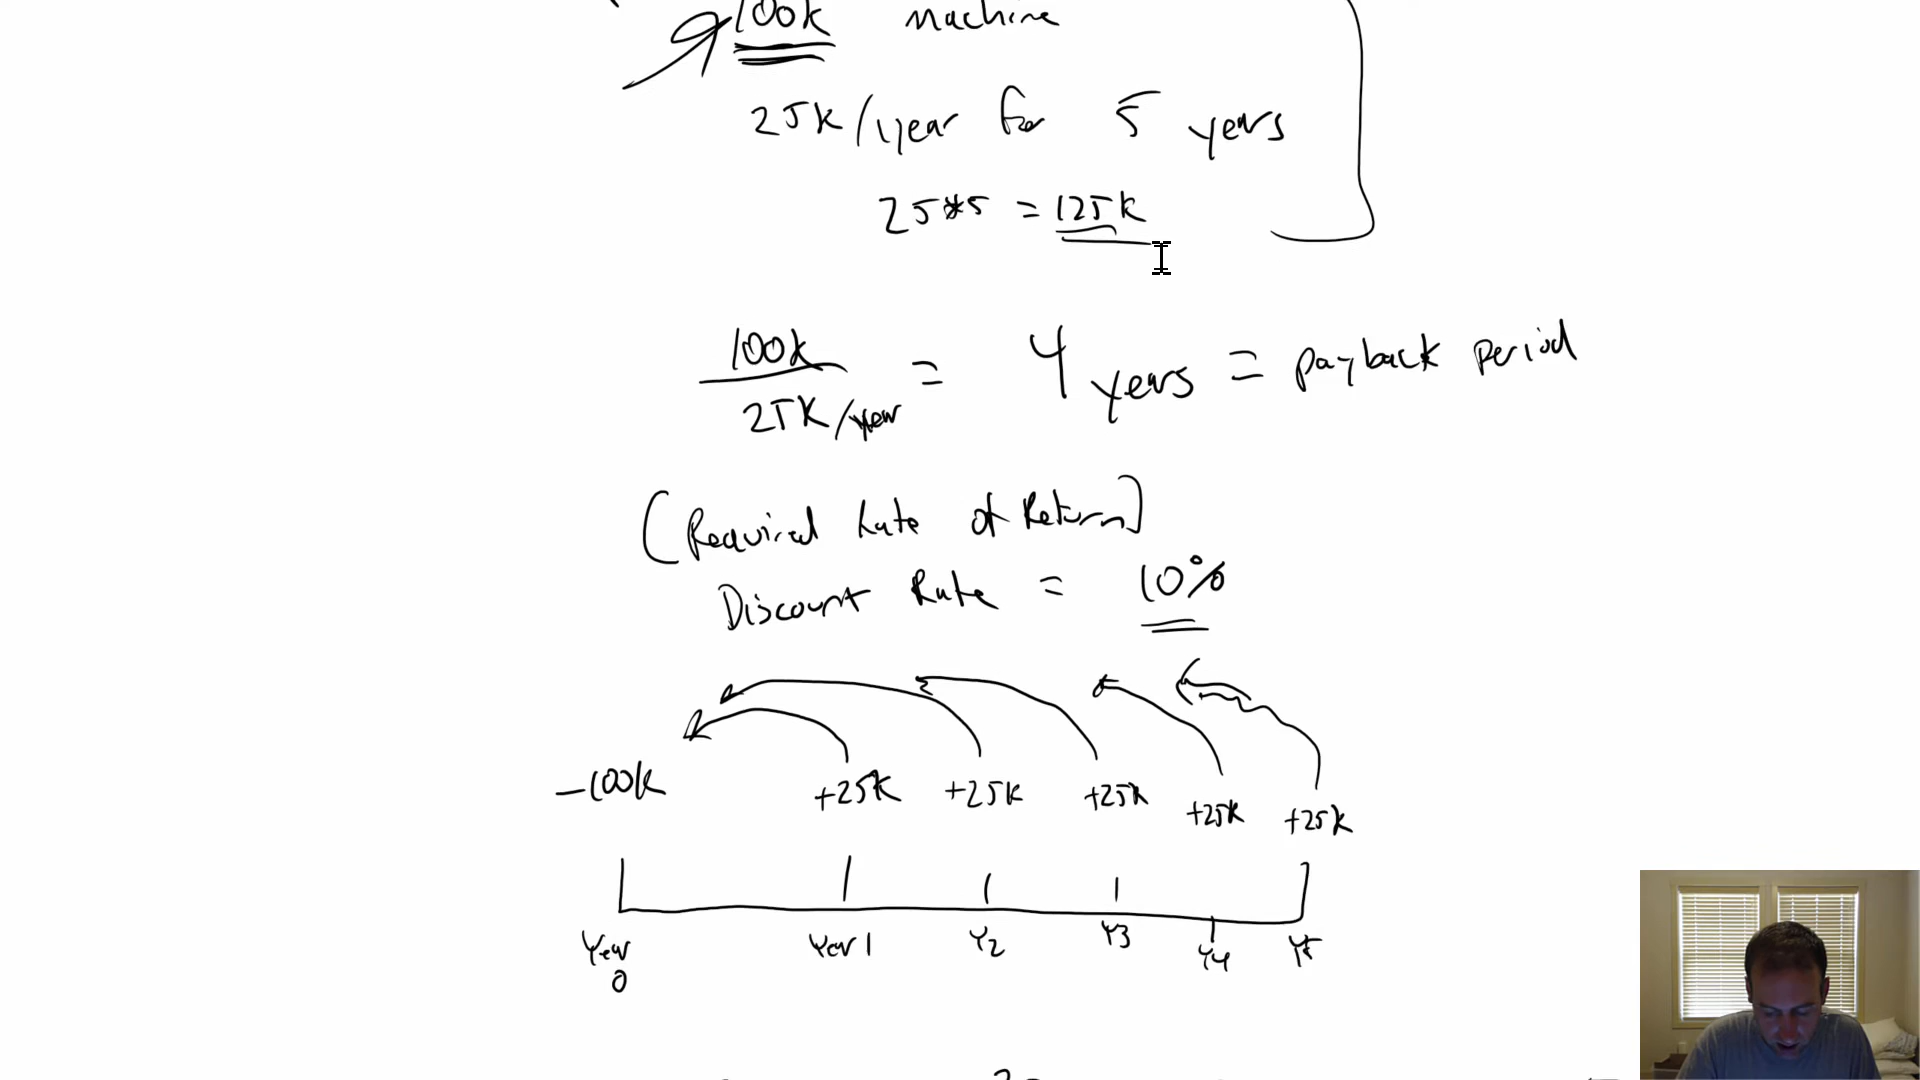 100k machine
25k/year for 5 years
25*5 = 125k
100k
25k/year = 4 years = payback period
(Required Rate of Return)
Discount Rate = 10%
-100k +25k +25k +25k +25k +25k
Year 0 Year 1 Y2 Y3 Y4 Y5